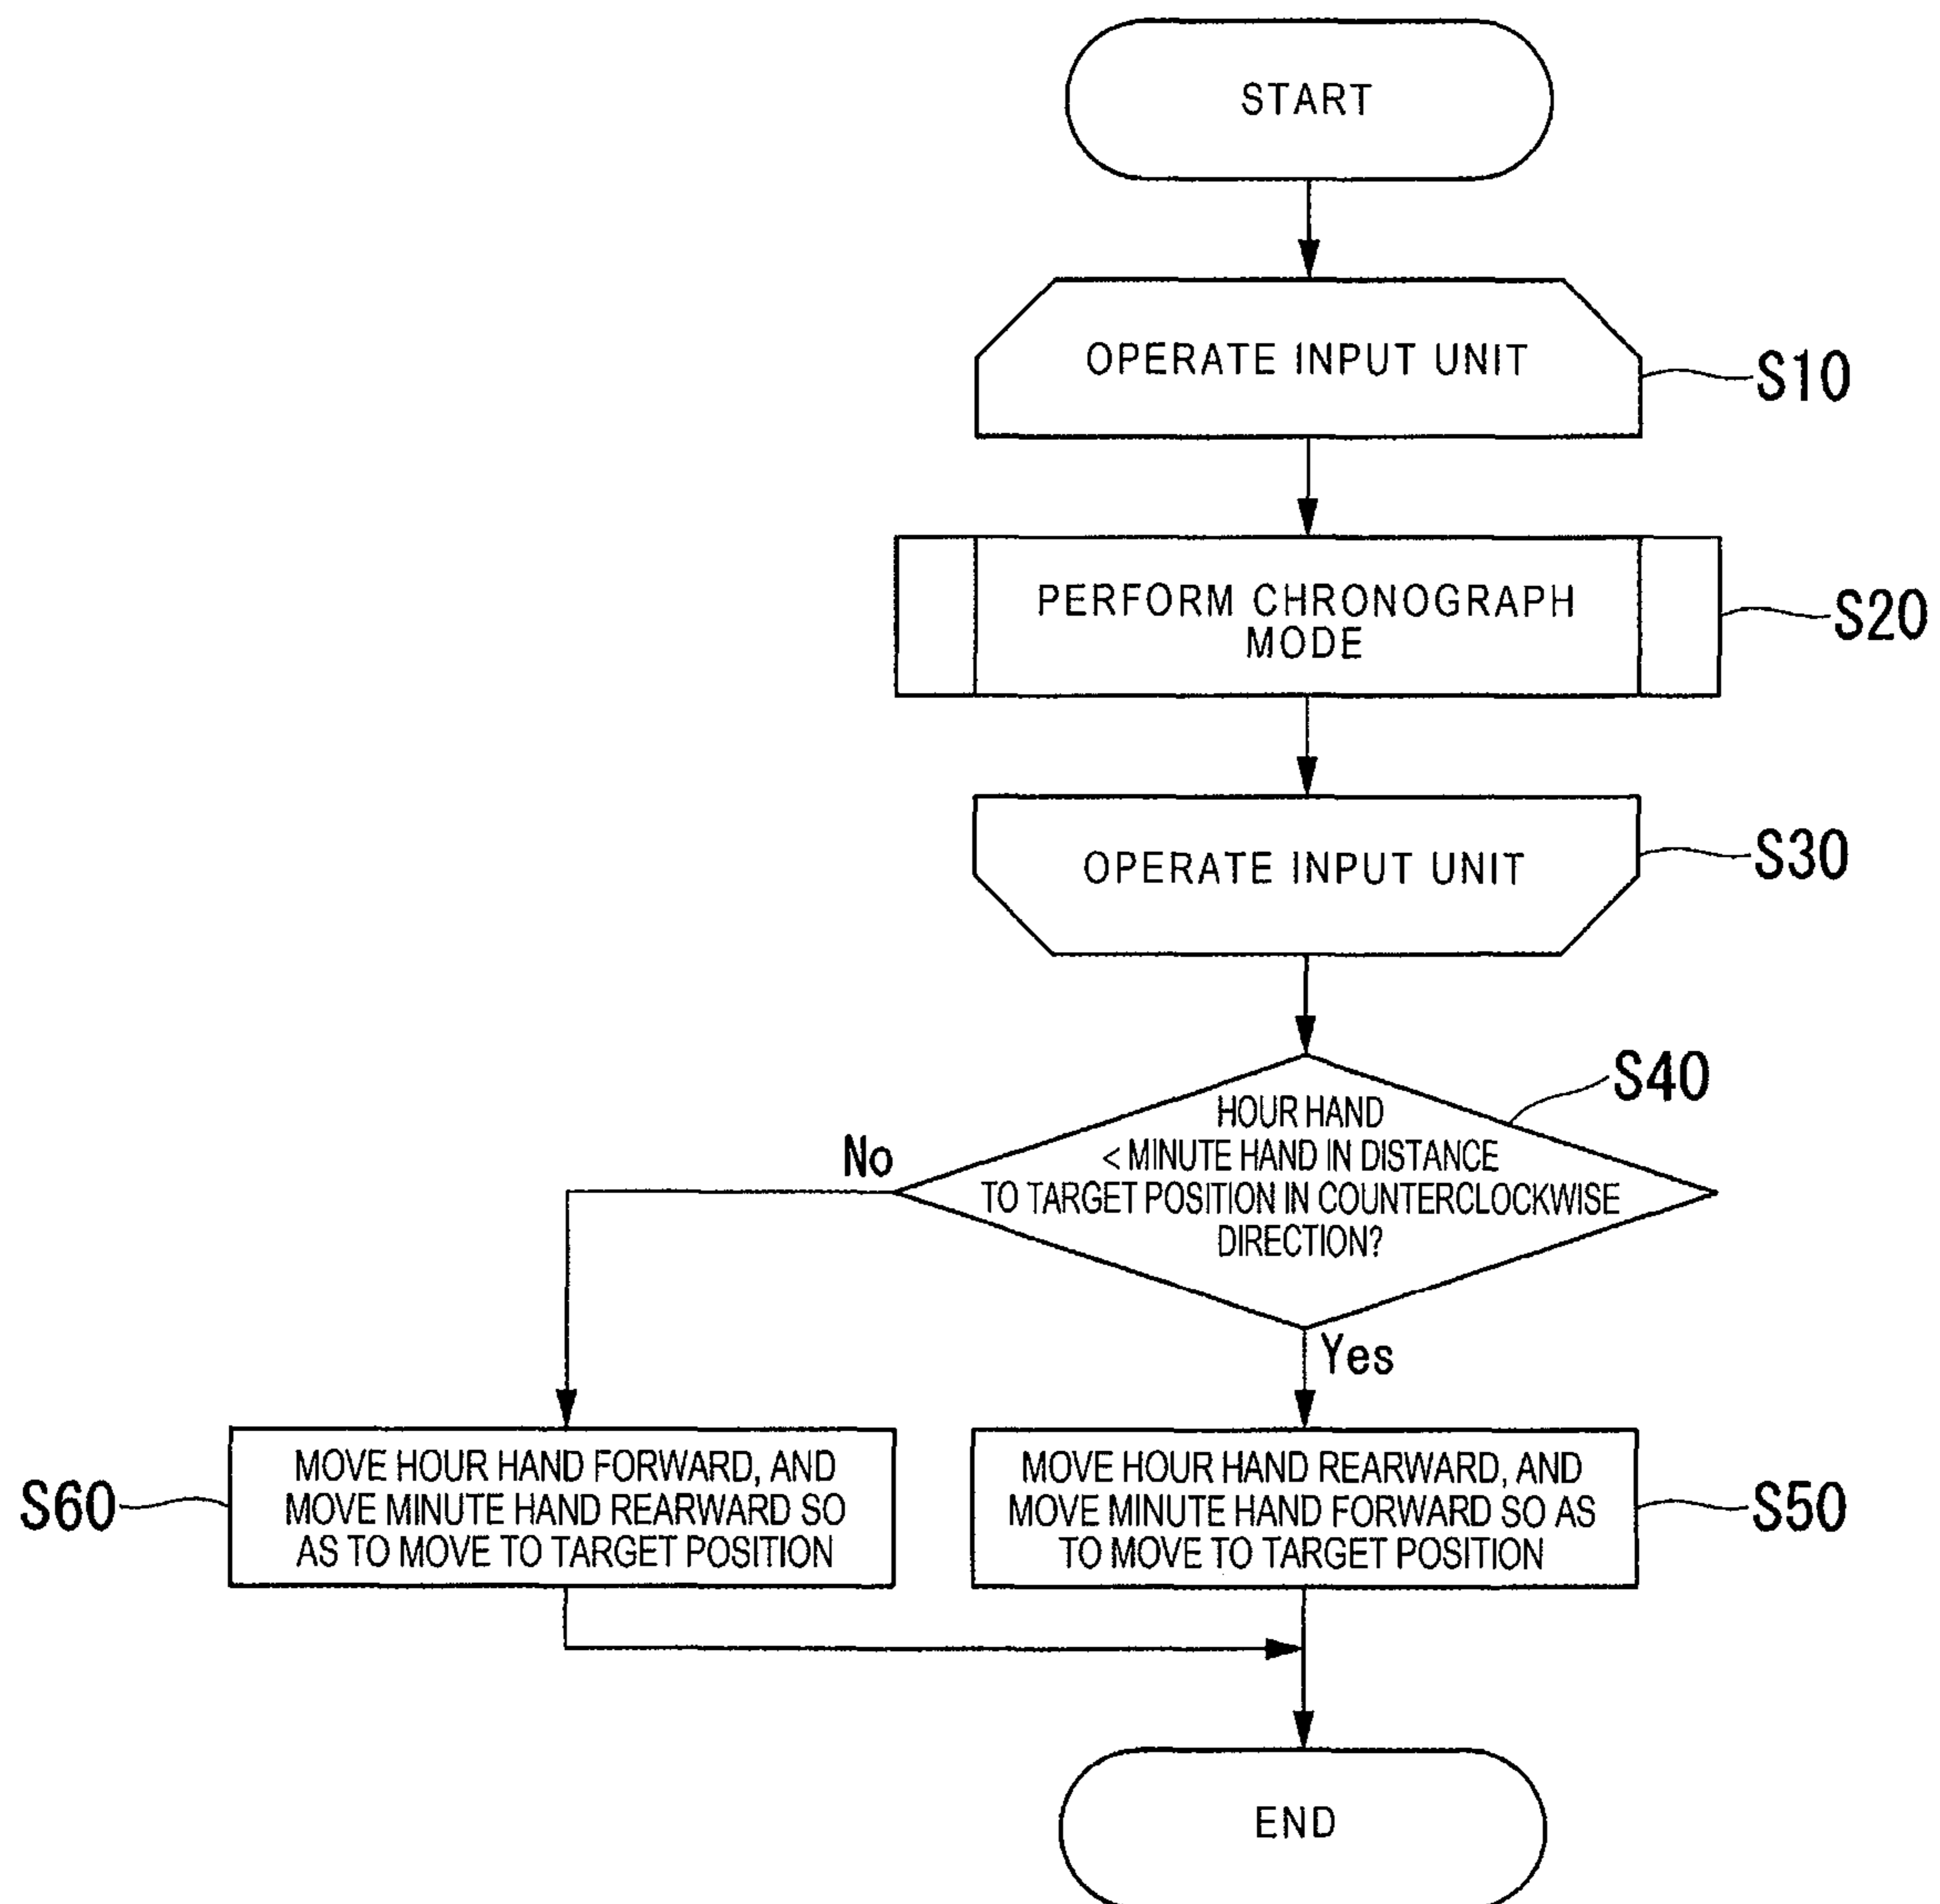 START
OPERATE INPUT UNIT
S10
PERFORM CHRONOGRAPH
MODE
S20
OPERATE INPUT UNIT
S30
S40
HOUR HAND
< MINUTE HAND IN DISTANCE
TO TARGET POSITION IN COUNTERCLOCKWISE
DIRECTION?
No
Yes
S60
MOVE HOUR HAND FORWARD, AND
MOVE MINUTE HAND REARWARD SO
AS TO MOVE TO TARGET POSITION
MOVE HOUR HAND REARWARD, AND
MOVE MINUTE HAND FORWARD SO AS
TO MOVE TO TARGET POSITION
S50
END